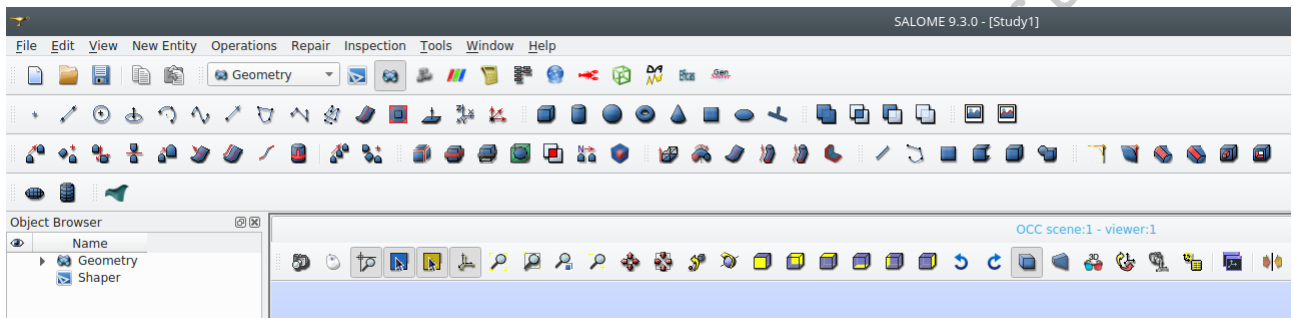 SALOME 9.3.0 - [Study1]
File Edit View New Entity Operations Repair Inspection Tools Window Help
Geometry
Object Browser
OCC scene:1 - viewer:1
Name
Geometry
Shaper